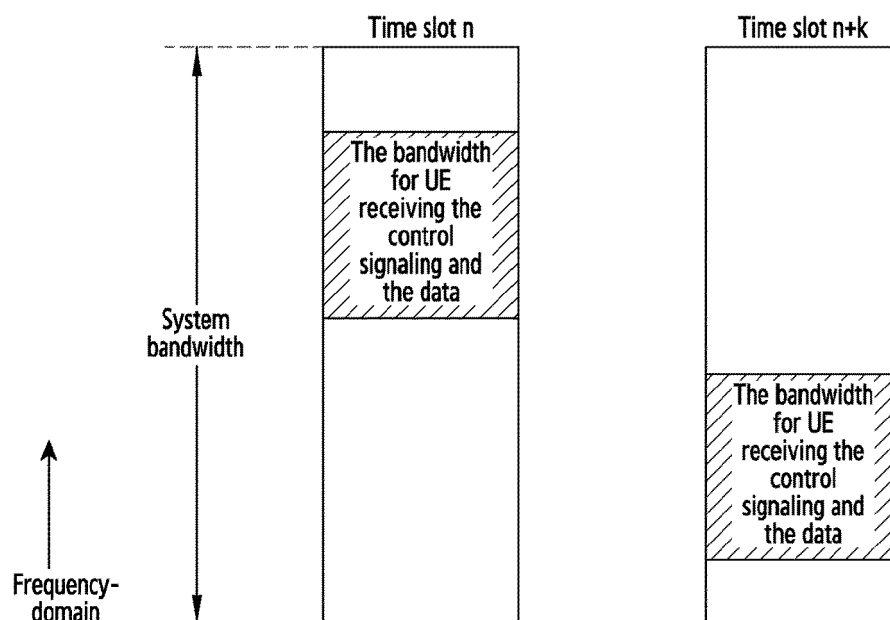 Time slot n
Time slot n+k
The bandwidth
for UE
receiving the
control
signaling and
the data
System
bandwidth
The bandwidth
for UE
receiving the
control
signaling and
the data
Frequency-
domain